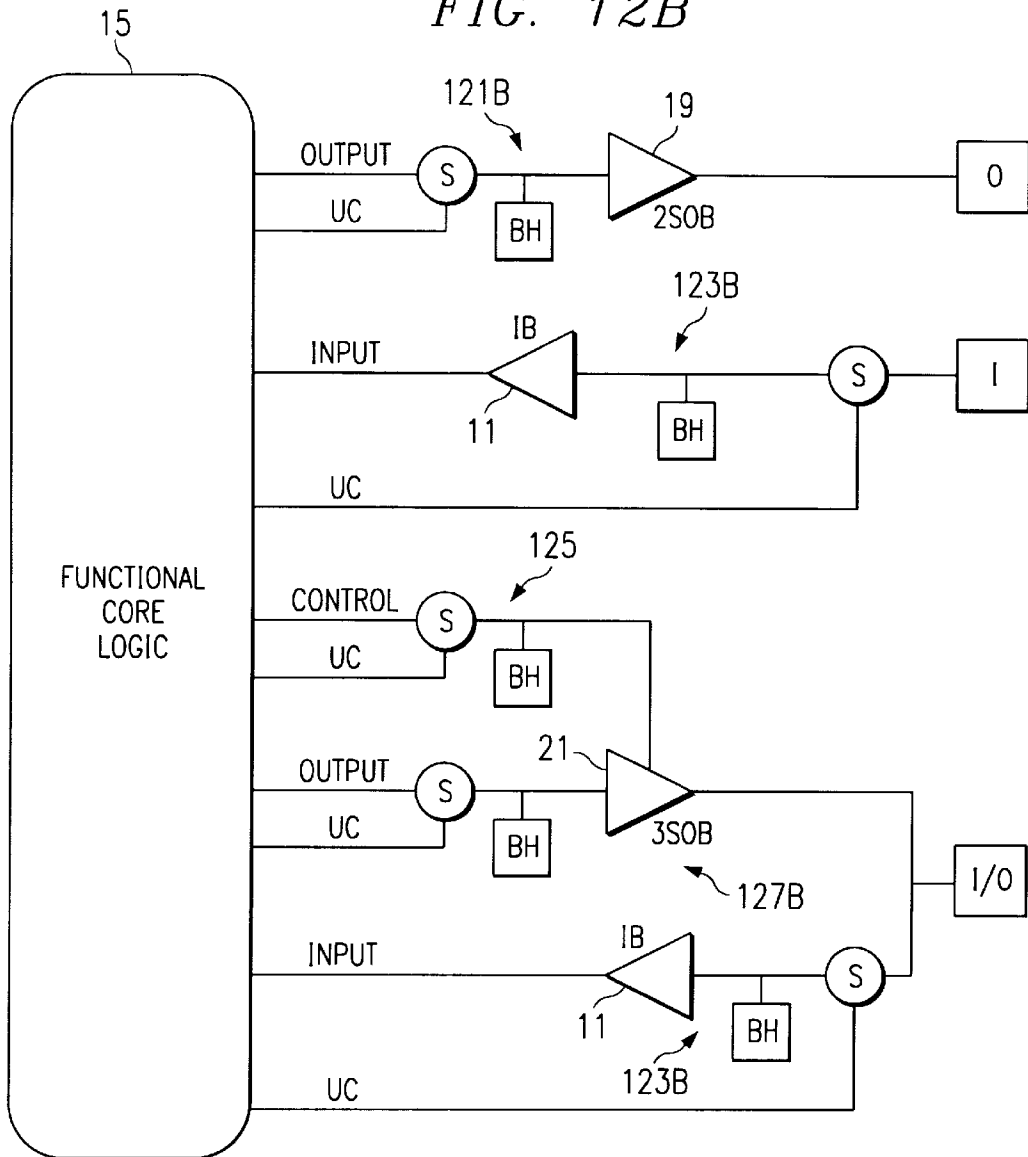 FIG. 12B
15
121B
19
OUTPUT
S
O
UC
BH
2SOB
123B
IB
INPUT
S
I
11
BH
UC
FUNCTIONAL
CORE
LOGIC
125
CONTROL
S
UC
BH
21
OUTPUT
S
UC
BH
3SOB
127B
I/O
IB
INPUT
S
11
BH
123B
UC